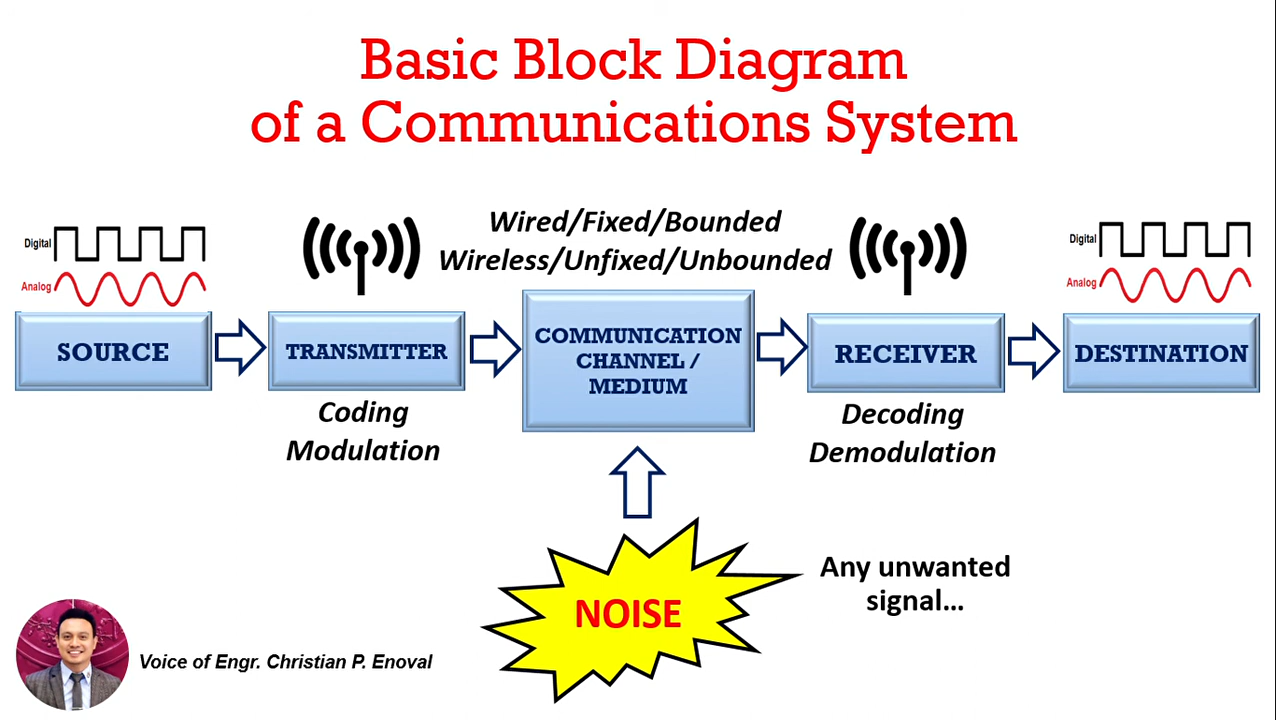 Basic Block Diagram
of a Communications System
Digital
Analog
Wired/Fixed/Bounded
Wireless/Unfixed/Unbounded
Digital
Analog
SOURCE
TRANSMITTER
COMMUNICATION
CHANNEL /
MEDIUM
RECEIVER
DESTINATION
Coding
Modulation
Decoding
Demodulation
NOISE
Any unwanted
signal...
Voice of Engr. Christian P. Enoval